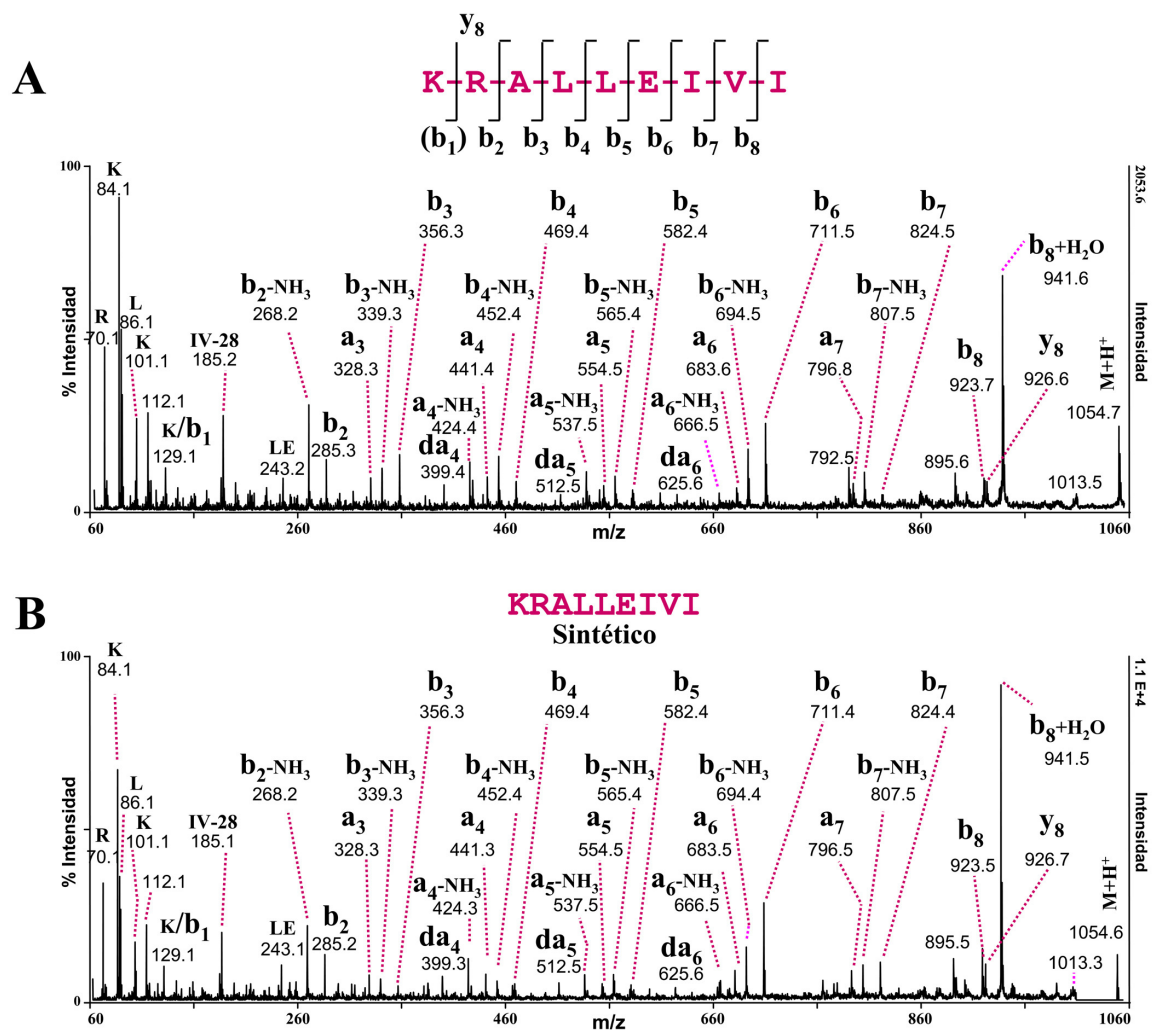 y8
A
K R A L L E I V I
(b1) b2 b3 b4 b5 b6 b7 b8
100
2053.6
% Intensidad
Intensidad
K
84.1
R
70.1
L
86.1
K
101.1
112.1
K/b1
129.1
IV-28
185.2
LE
243.2
b2-NH3
268.2
b2
285.3
b3-NH3
339.3
a3
328.3
b3
356.3
da4
399.4
a4-NH3
424.4
a4
441.4
b4-NH3
452.4
b4
469.4
da5
512.5
a5-NH3
537.5
a5
554.5
b5-NH3
565.4
b5
582.4
da6
625.6
a6-NH3
666.5
a6
683.6
b6-NH3
694.5
b6
711.5
792.5
a7
796.8
b7-NH3
807.5
b7
824.5
895.6
b8
923.7
y8
926.6
b8+H2O
941.6
1013.5
M+H+
1054.7
0
60 260 460 660 860 1060
m/z
B
KRALLEIVI
Sintético
100
1.1 E+4
% Intensidad
Intensidad
K
84.1
R
70.1
L
86.1
K
101.1
112.1
K/b1
129.1
IV-28
185.1
LE
243.1
b2-NH3
268.2
b2
285.2
b3-NH3
339.3
a3
328.3
b3
356.3
da4
399.3
a4-NH3
424.3
a4
441.3
b4-NH3
452.4
b4
469.4
da5
512.5
a5-NH3
537.5
a5
554.5
b5-NH3
565.4
b5
582.4
da6
625.6
a6-NH3
666.5
a6
683.5
b6-NH3
694.4
b6
711.4
a7
796.5
b7-NH3
807.5
b7
824.4
895.5
b8
923.5
y8
926.7
b8+H2O
941.5
1013.3
M+H+
1054.6
0
60 260 460 660 860 1060
m/z